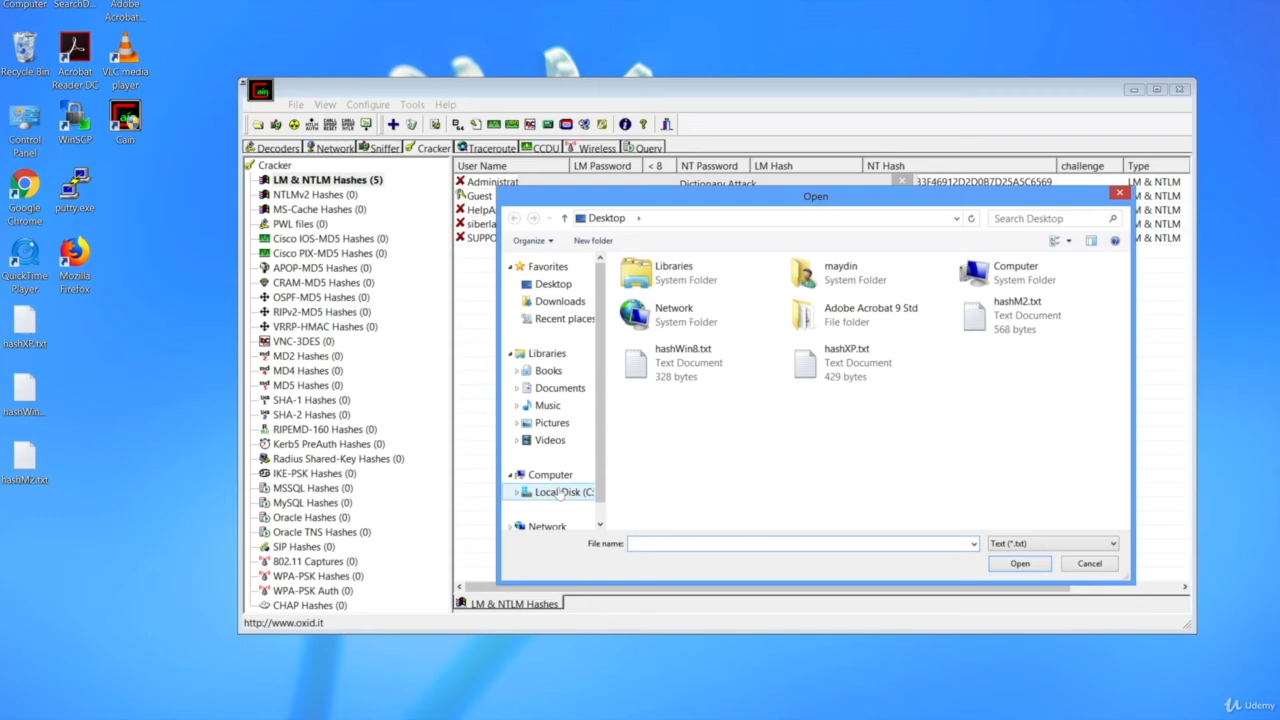 Computer
SearchD...
Adobe
Acrobat...
Recycle Bin
Acrobat
Reader DC
VLC media
player
Control
Panel
WinSCP
Cain
Google
Chrome
putty.exe
QuickTime
Player
Mozilla
Firefox
hashXP.txt
hashWin...
hashM2.txt
File View Configure Tools Help
Decoders Network Sniffer Cracker Traceroute CCDU Wireless Query
Cracker
LM & NTLM Hashes (5)
NTLMv2 Hashes (0)
MS-Cache Hashes (0)
PWL files (0)
Cisco IOS-MD5 Hashes (0)
Cisco PIX-MD5 Hashes (0)
APOP-MD5 Hashes (0)
CRAM-MD5 Hashes (0)
OSPF-MD5 Hashes (0)
RIPv2-MD5 Hashes (0)
VRRP-HMAC Hashes (0)
VNC-3DES (0)
MD2 Hashes (0)
MD4 Hashes (0)
MD5 Hashes (0)
SHA-1 Hashes (0)
SHA-2 Hashes (0)
RIPEMD-160 Hashes (0)
Kerb5 PreAuth Hashes (0)
Radius Shared-Key Hashes (0)
IKE-PSK Hashes (0)
MSSQL Hashes (0)
MySQL Hashes (0)
Oracle Hashes (0)
Oracle TNS Hashes (0)
SIP Hashes (0)
802.11 Captures (0)
WPA-PSK Hashes (0)
WPA-PSK Auth (0)
CHAP Hashes (0)
User Name LM Password < 8 NT Password LM Hash NT Hash challenge Type
Administrat Dictionary Attack 33F46912D2D0B7D25A5C6569 LM & NTLM
Guest M & NTLM
HelpA M & NTLM
siberla M & NTLM
SUPPO M & NTLM
Open
Desktop
Search Desktop
Organize New folder
Favorites
Desktop
Downloads
Recent places
Libraries
Books
Documents
Music
Pictures
Videos
Computer
Local Disk (C:
Network
Libraries
System Folder
maydin
System Folder
Computer
System Folder
Network
System Folder
Adobe Acrobat 9 Std
File folder
hashM2.txt
Text Document
568 bytes
hashWin8.txt
Text Document
328 bytes
hashXP.txt
Text Document
429 bytes
File name: Text (*.txt)
Open Cancel
LM & NTLM Hashes
http://www.oxid.it
Udemy